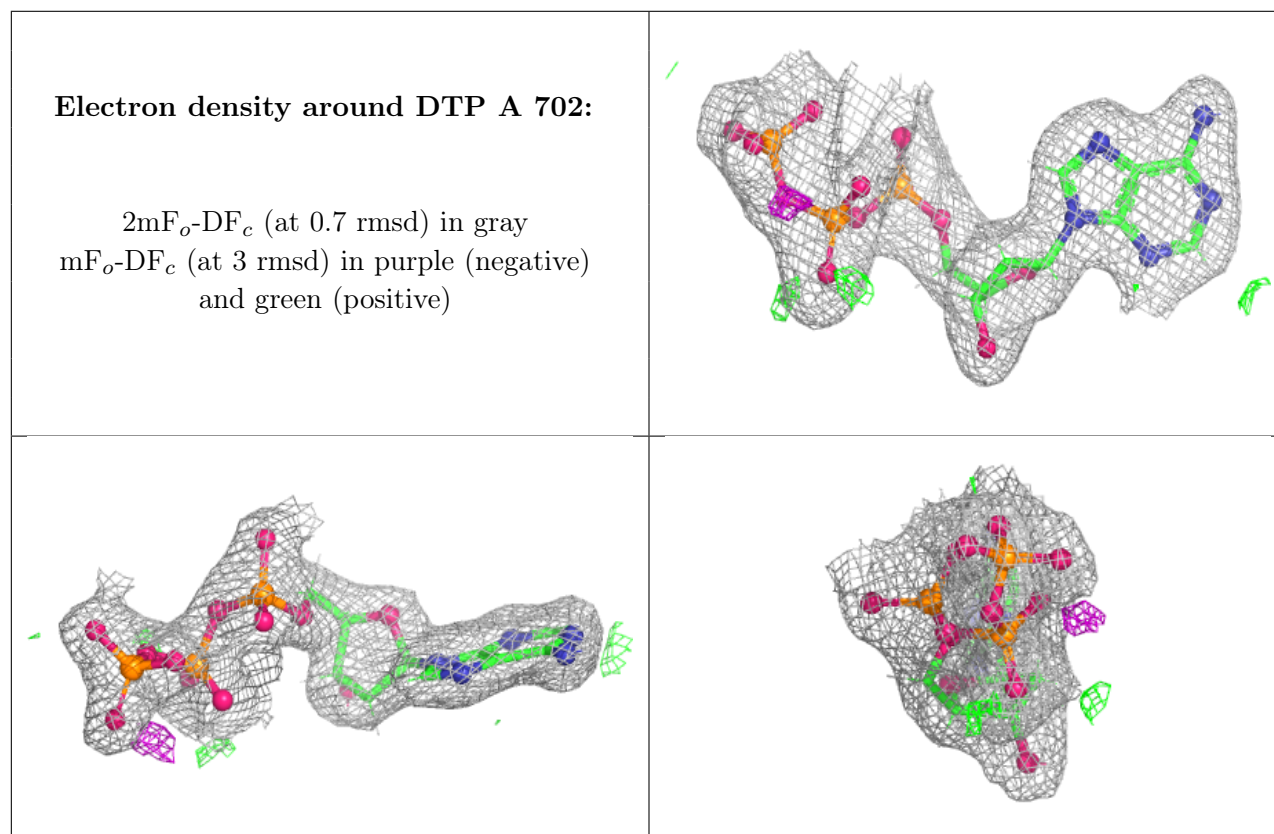 Electron density around DTP A 702:
2mFo-DFc (at 0.7 rmsd) in gray
mFo-DFc (at 3 rmsd) in purple (negative)
and green (positive)